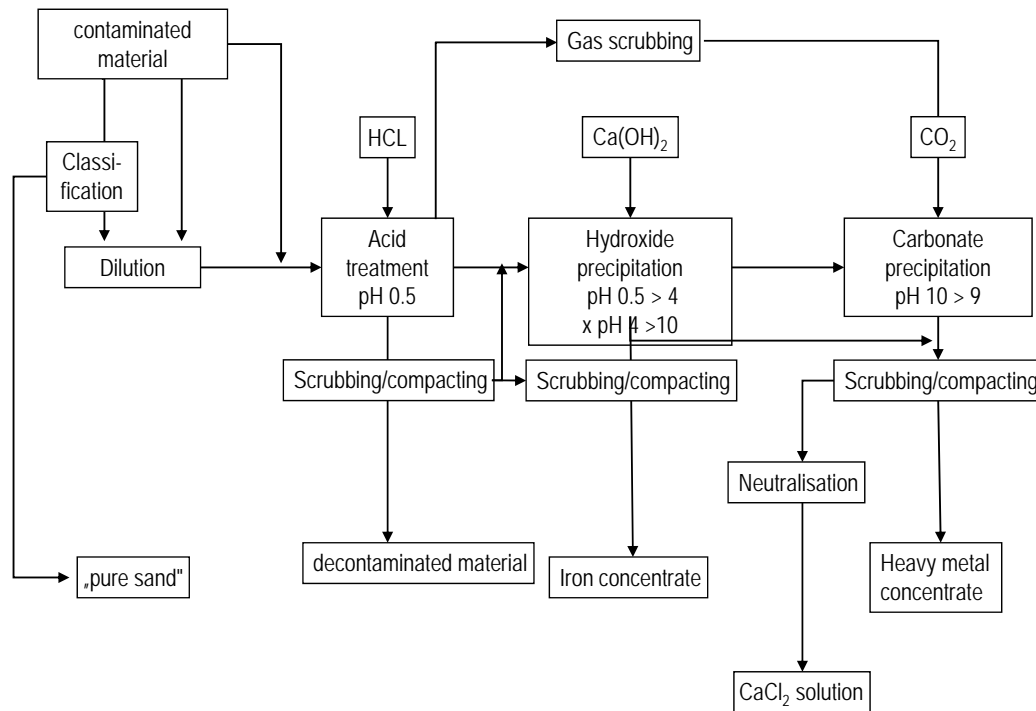 contaminated
material
Gas scrubbing
HCL
Ca(OH)₂
CO₂
Classi-
fication
Dilution
Acid
treatment
pH 0.5
Hydroxide
precipitation
pH 0.5 > 4
x pH 4 >10
Carbonate
precipitation
pH 10 > 9
Scrubbing/compacting
Scrubbing/compacting
Scrubbing/compacting
Neutralisation
„pure sand"
decontaminated material
Iron concentrate
Heavy metal
concentrate
CaCl₂ solution